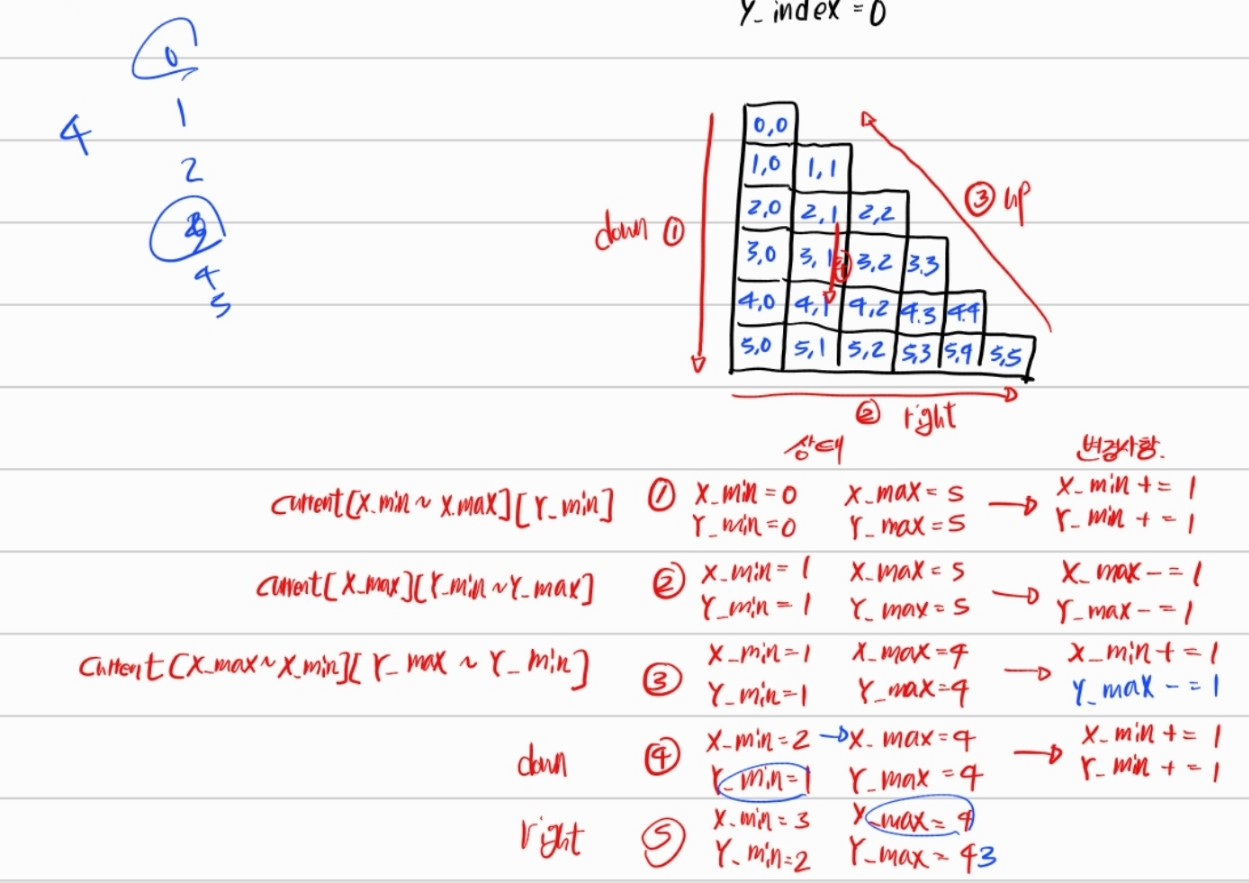 Y_index = 0
0
1
4
2
4
5
0,0
1,0 1,1
2,0 2,1 2,2
3,0 3,1 3,2 3.3
4,0 4,1 4,2 4.3 4.4
5,0 5,1 5,2 5,3 5,4 5,5
down ①
③ up
② right
상태 변경사항.
current[X_min ~ X_max][Y_min] ① X_min = 0 X_max = 5 → X_min += 1
Y_min = 0 Y_max = 5 Y_min += 1
current[X_max][Y_min ~ Y_max] ② X_min = 1 X_max = 5 → X_max -= 1
Y_min = 1 Y_max = 5 Y_max -= 1
current[X_max ~ X_min][Y_max ~ Y_min] ③ X_min = 1 X_max = 4 → X_min += 1
Y_min = 1 Y_max = 4 Y_max -= 1
down ④ X_min = 2 → X_max = 4 → X_min += 1
Y_min = 1 Y_max = 4 Y_min += 1
right ⑤ X_min = 3 X_max = 4
Y_min = 2 Y_max = 4 3